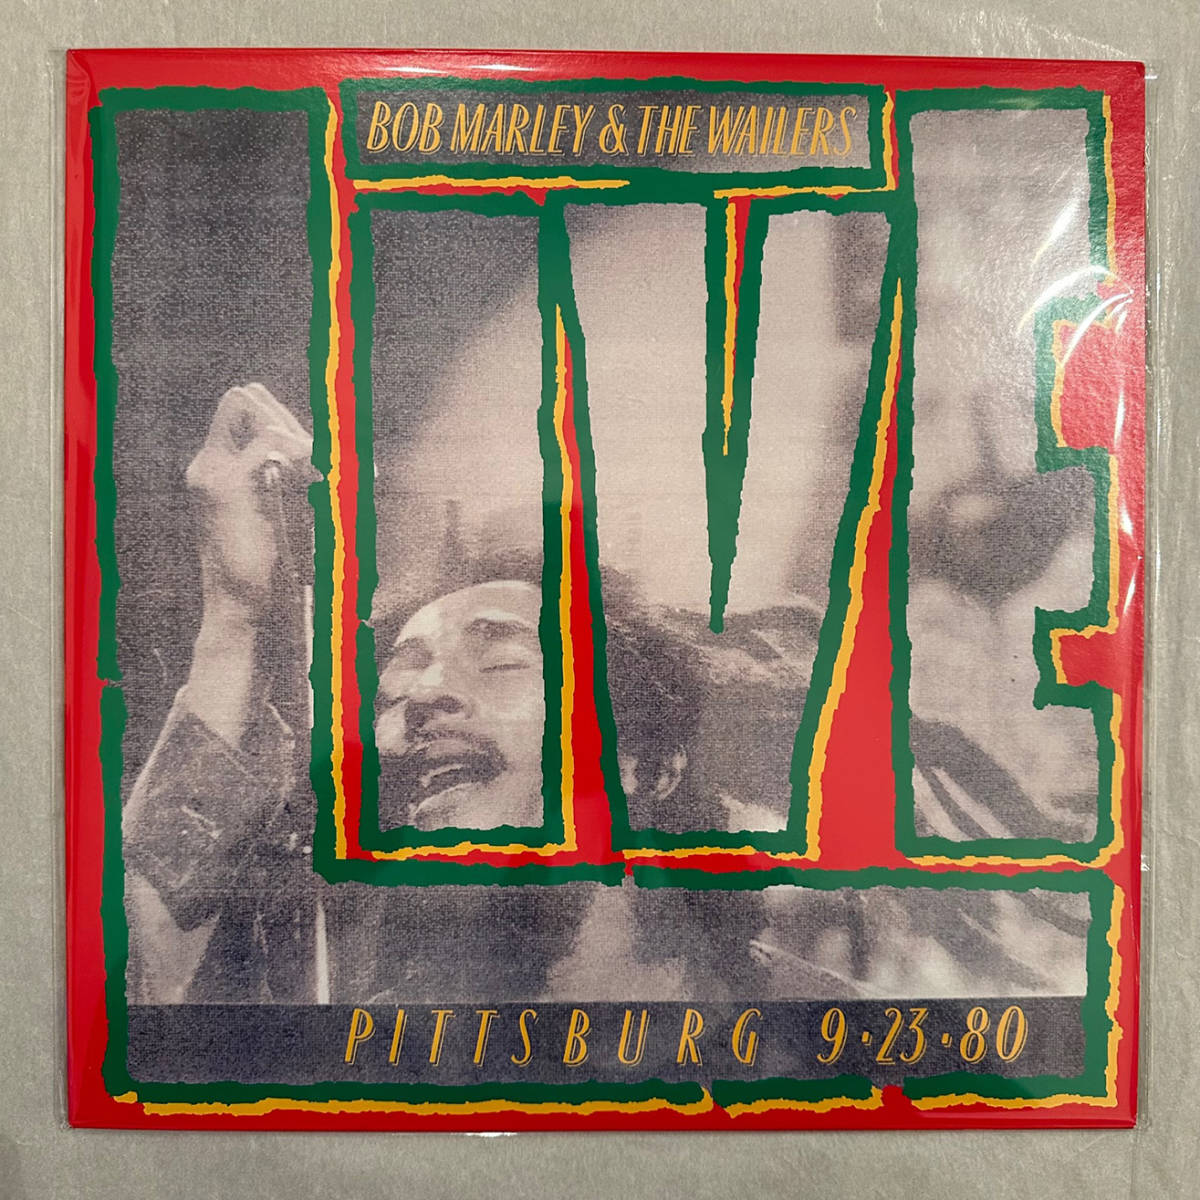 BOB MARLEY & THE WAILERS
LIVE
PITTSBURG 9·23·80